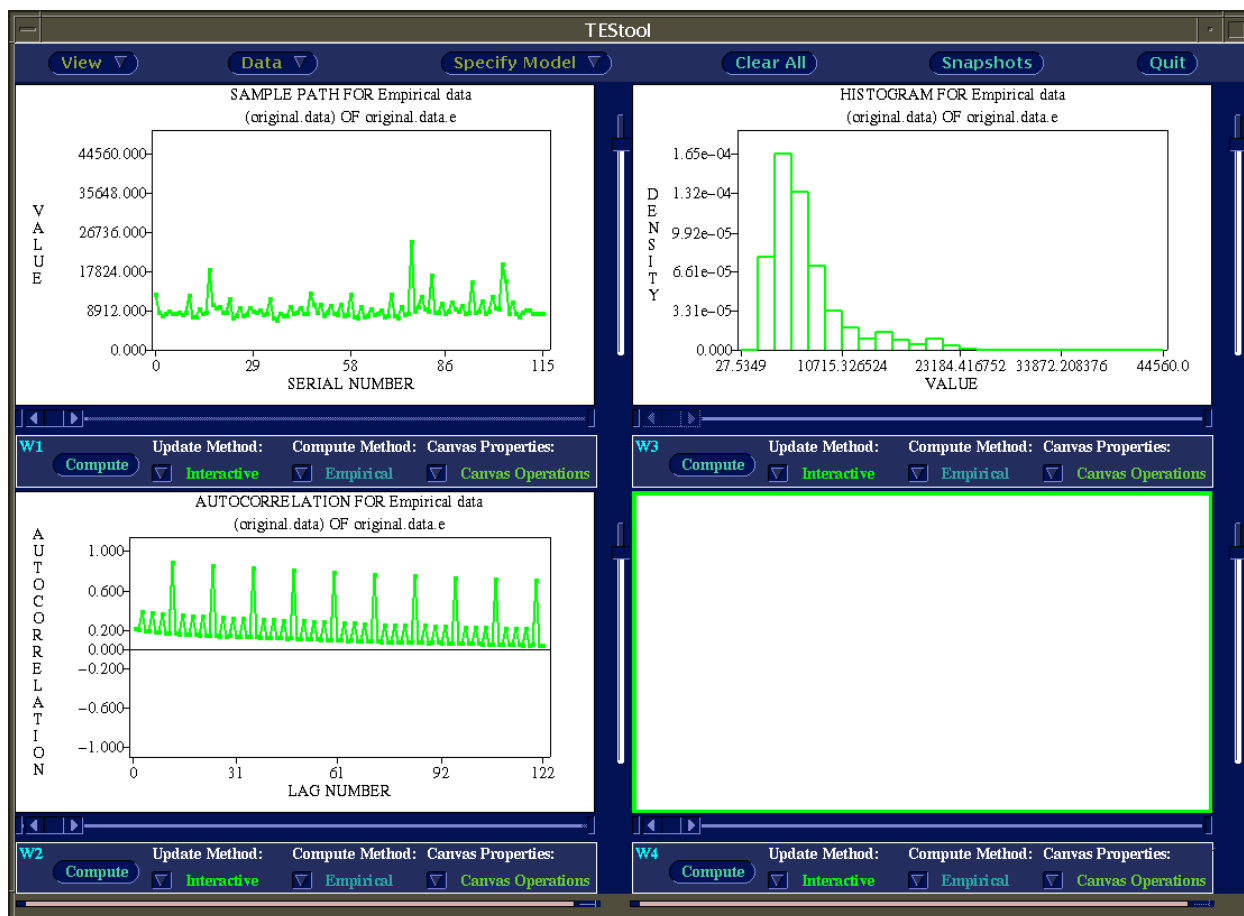 TEStool
View Data Specify Model Clear All Snapshots Quit
SAMPLE PATH FOR Empirical data
(original.data) OF original.data.e
VALUE
44560.000
35648.000
26736.000
17824.000
8912.000
0.000
0 29 58 86 115
SERIAL NUMBER
W1
Compute
Update Method: Compute Method: Canvas Properties:
Interactive Empirical Canvas Operations
HISTOGRAM FOR Empirical data
(original.data) OF original.data.e
DENSITY
1.65e-04
1.32e-04
9.92e-05
6.61e-05
3.31e-05
0.000
27.5349 10715.326524 23184.416752 33872.208376 44560.0
VALUE
W3
Compute
Update Method: Compute Method: Canvas Properties:
Interactive Empirical Canvas Operations
AUTOCORRELATION FOR Empirical data
(original.data) OF original.data.e
AUTOCORRELATION
1.000
0.600
0.200
0.000
-0.200
-0.600
-1.000
0 31 61 92 122
LAG NUMBER
W2
Compute
Update Method: Compute Method: Canvas Properties:
Interactive Empirical Canvas Operations
W4
Compute
Update Method: Compute Method: Canvas Properties:
Interactive Empirical Canvas Operations